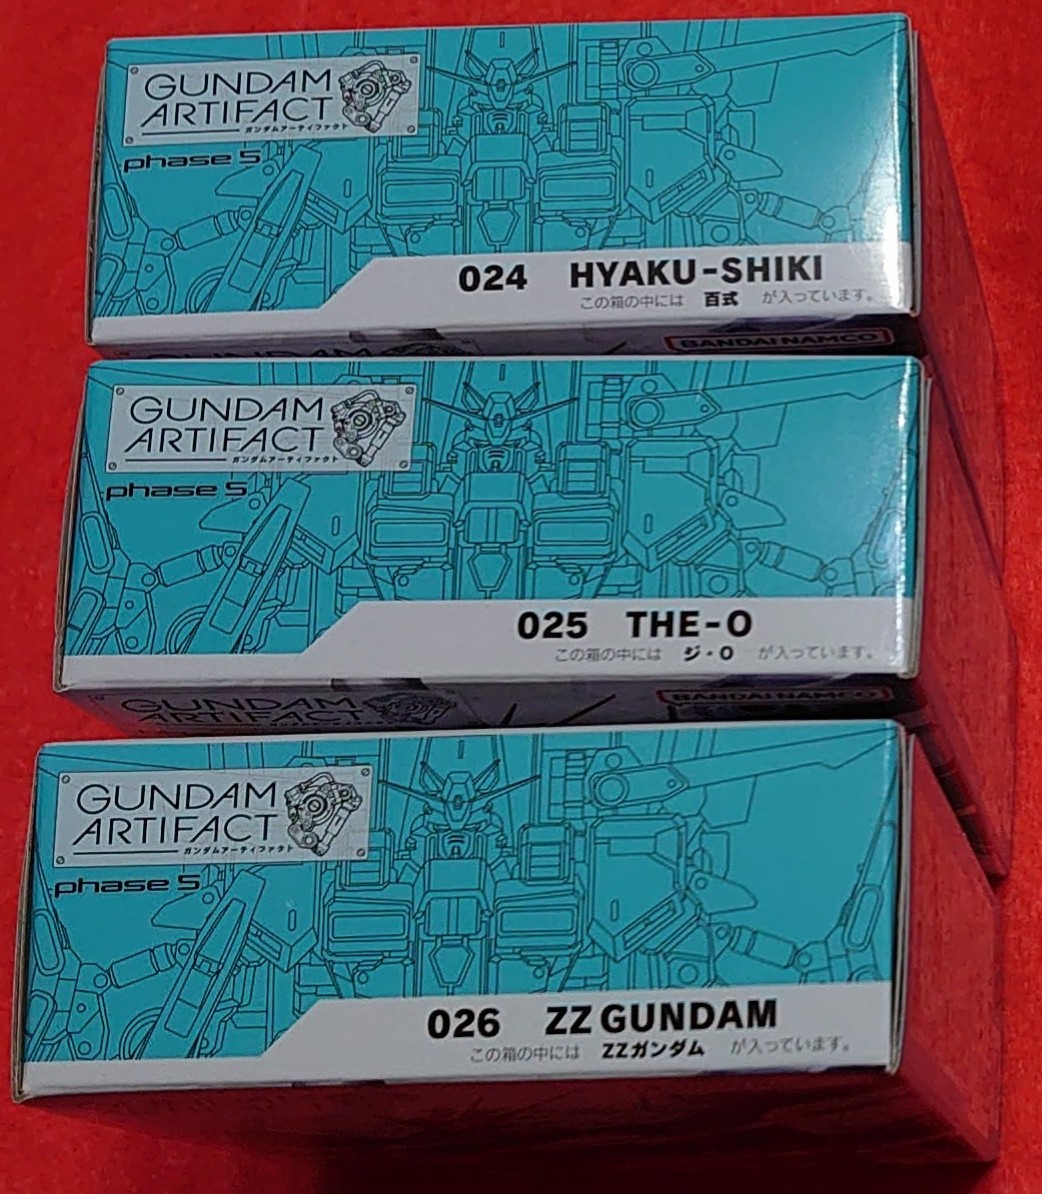 GUNDAM
ARTIFACT
ガンダムアーティファクト
phase 5
024 HYAKU-SHIKI
この箱の中には 百式 が入っています。
GUNDAM
BANDAI NAMCO
GUNDAM
ARTIFACT
ガンダムアーティファクト
phase 5
025 THE-O
この箱の中には ジ・O が入っています。
GUNDAM
ARTIFACT
BANDAI NAMCO
GUNDAM
ARTIFACT
ガンダムアーティファクト
phase 5
026 ZZ GUNDAM
この箱の中には ZZガンダム が入っています。